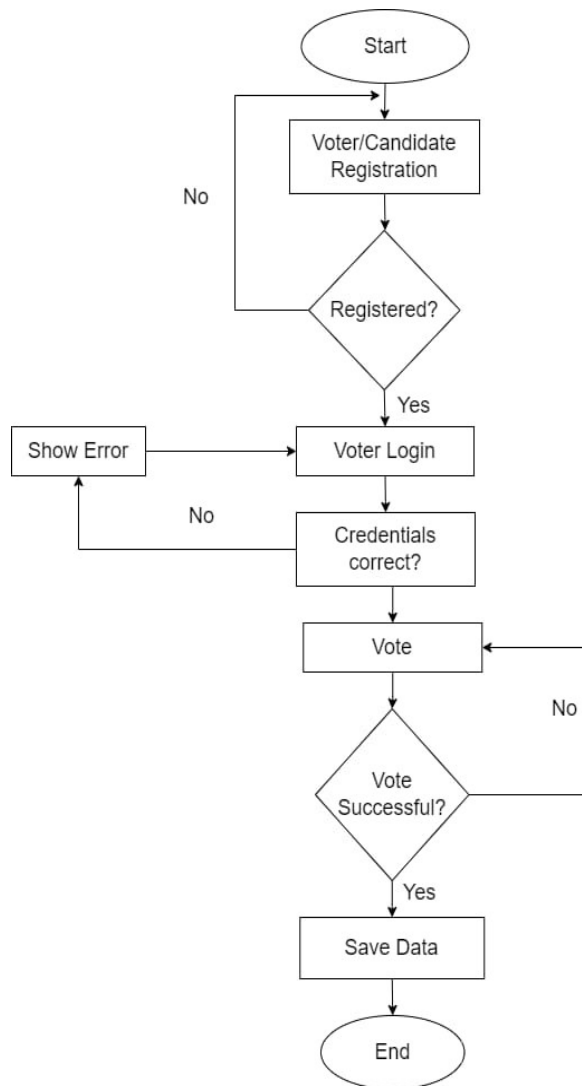 Start
Voter/Candidate
Registration
No
Registered?
Yes
Show Error
Voter Login
No
Credentials
correct?
Vote
No
Vote
Successful?
Yes
Save Data
End